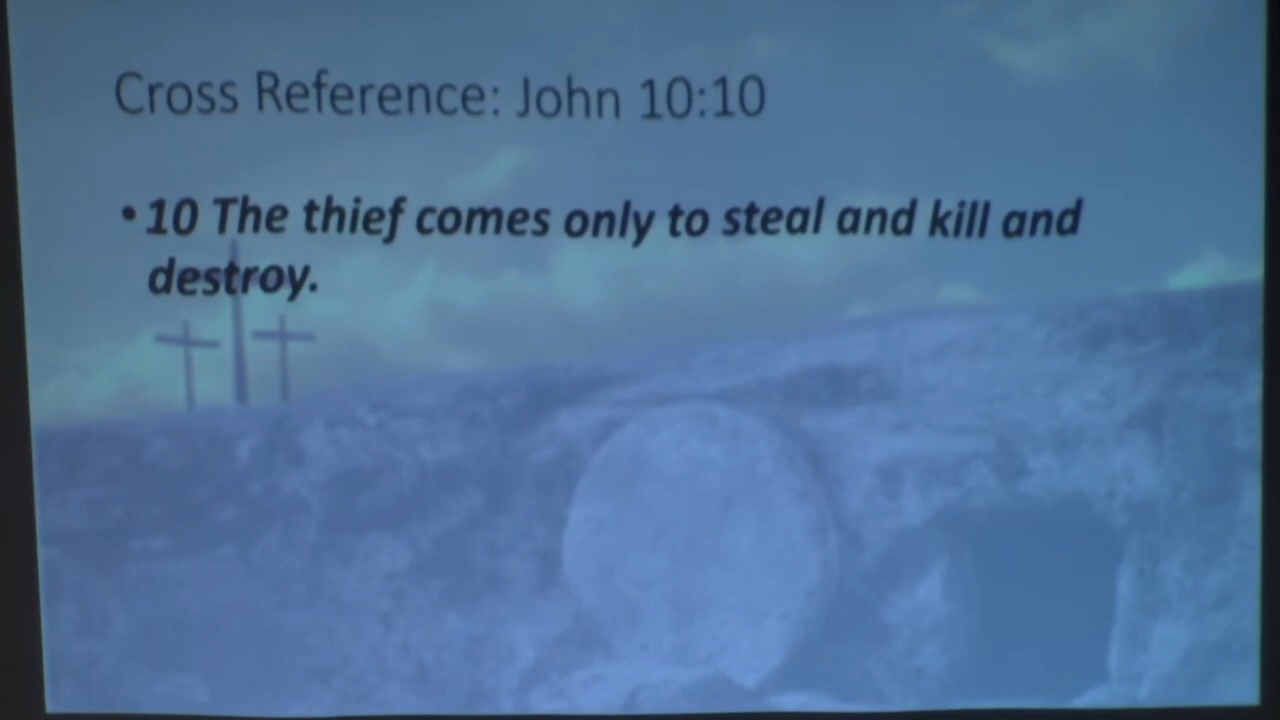 Cross Reference: John 10:10
• 10 The thief comes only to steal and kill and
destroy.